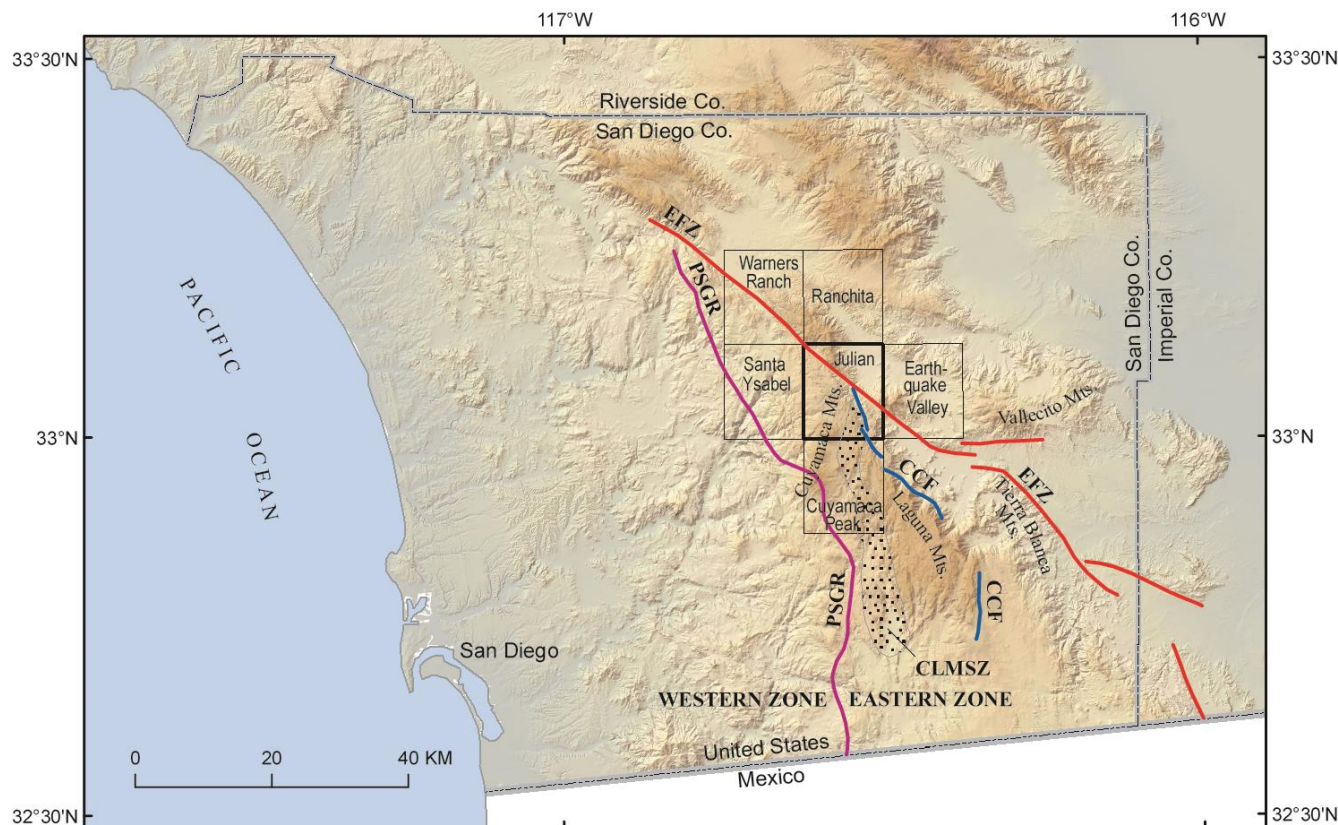 117°W
116°W
33°30'N
33°30'N
Riverside Co.
San Diego Co.
EFZ
PSGR
Warners
Ranch
Ranchita
San Diego Co.
Imperial Co.
PACIFIC
OCEAN
Santa
Ysabel
Julian
Earth-
quake
Valley
Vallecito Mts.
33°N
33°N
Cuyamaca Mts.
CCF
EFZ
Tierra Blanca
Mts.
Laguna Mts.
Cuyamaca
Peak
PSGR
CCF
San Diego
CLMSZ
WESTERN ZONE
EASTERN ZONE
0 20 40 KM
United States
Mexico
32°30'N
32°30'N